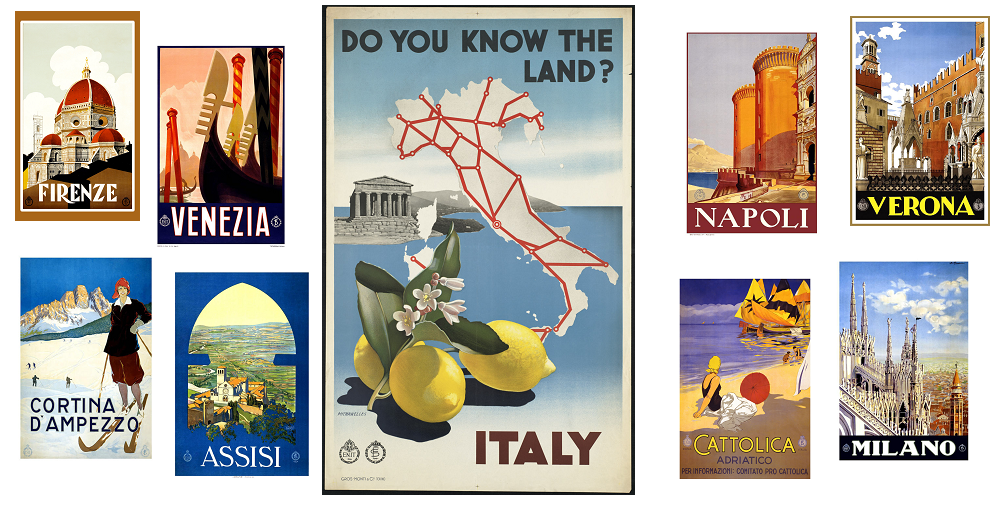 FIRENZE
VENEZIA
DO YOU KNOW THE
LAND?
ENIT
ITALY
NAPOLI
VERONA
CORTINA
D'AMPEZZO
ASSISI
CATTOLICA
ADRIATICO
PER INFORMAZIONI: COMITATO PRO CATTOLICA
MILANO